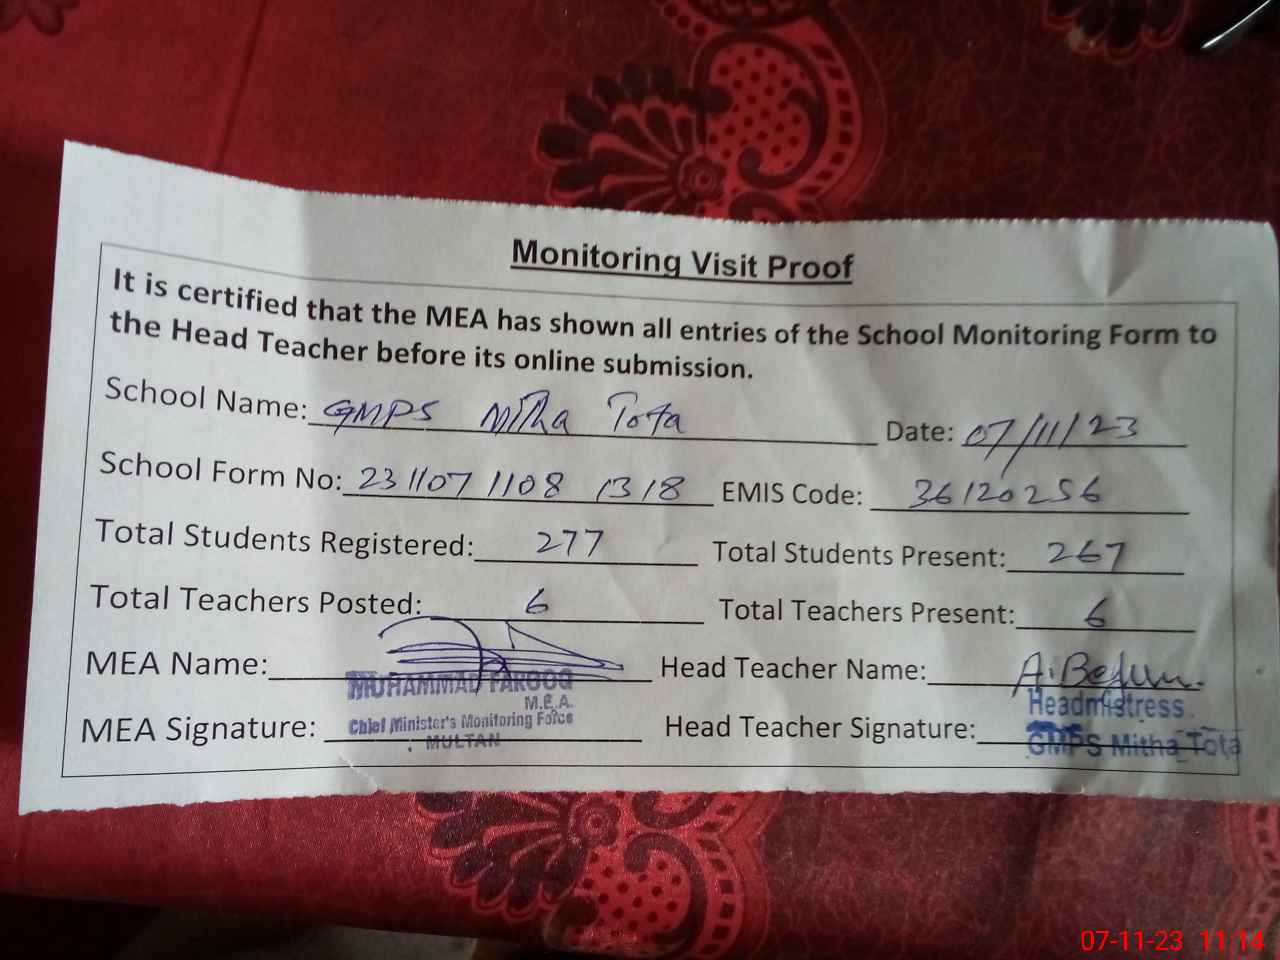 Monitoring Visit Proof
It is certified that the MEA has shown all entries of the School Monitoring Form to
the Head Teacher before its online submission.
School Name: GMPS Mitha Tota Date: 07/11/23
School Form No: 231107 1108 1318 EMIS Code: 36120256
Total Students Registered: 277 Total Students Present: 267
Total Teachers Posted: 6 Total Teachers Present: 6
MEA Name: Head Teacher Name: A.
MUHAMMAD FAROOQ
M.E.A.
Chief Minister's Monitoring Force
MULTAN
MEA Signature: Head Teacher Signature:
Headmistress
GMPS Mitha Tota
07-11-23 11:14